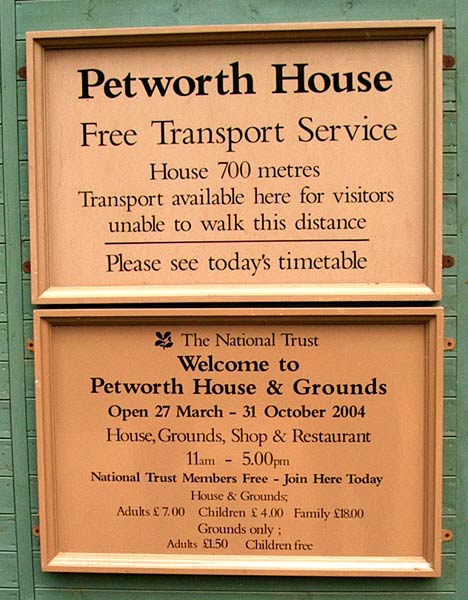 Petworth House
Free Transport Service
House 700 metres
Transport available here for visitors
unable to walk this distance
Please see today's timetable
The National Trust
Welcome to
Petworth House & Grounds
Open 27 March - 31 October 2004
House, Grounds, Shop & Restaurant
11am - 5.00pm
National Trust Members Free - Join Here Today
House & Grounds;
Adults £7.00 Children £4.00 Family £18.00
Grounds only ;
Adults £1.50 Children free